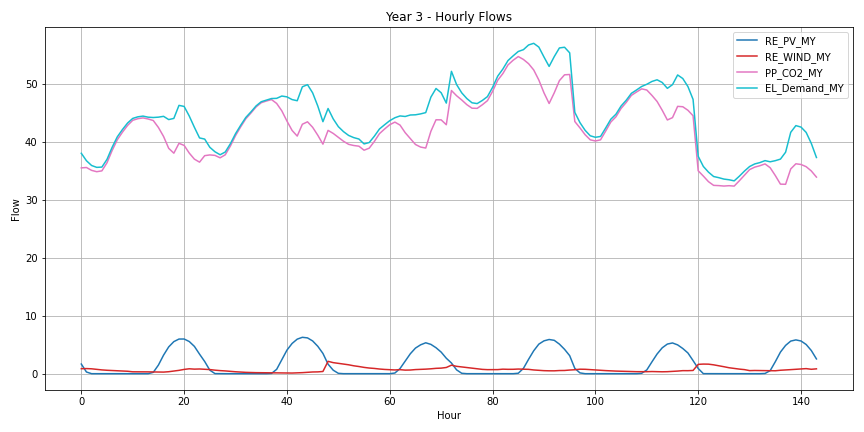 Year 3 - Hourly Flows
RE_PV_MY
RE_WIND_MY
PP_CO2_MY
EL_Demand_MY
Flow
50
40
30
20
10
0
0
20
40
60
80
100
120
140
Hour